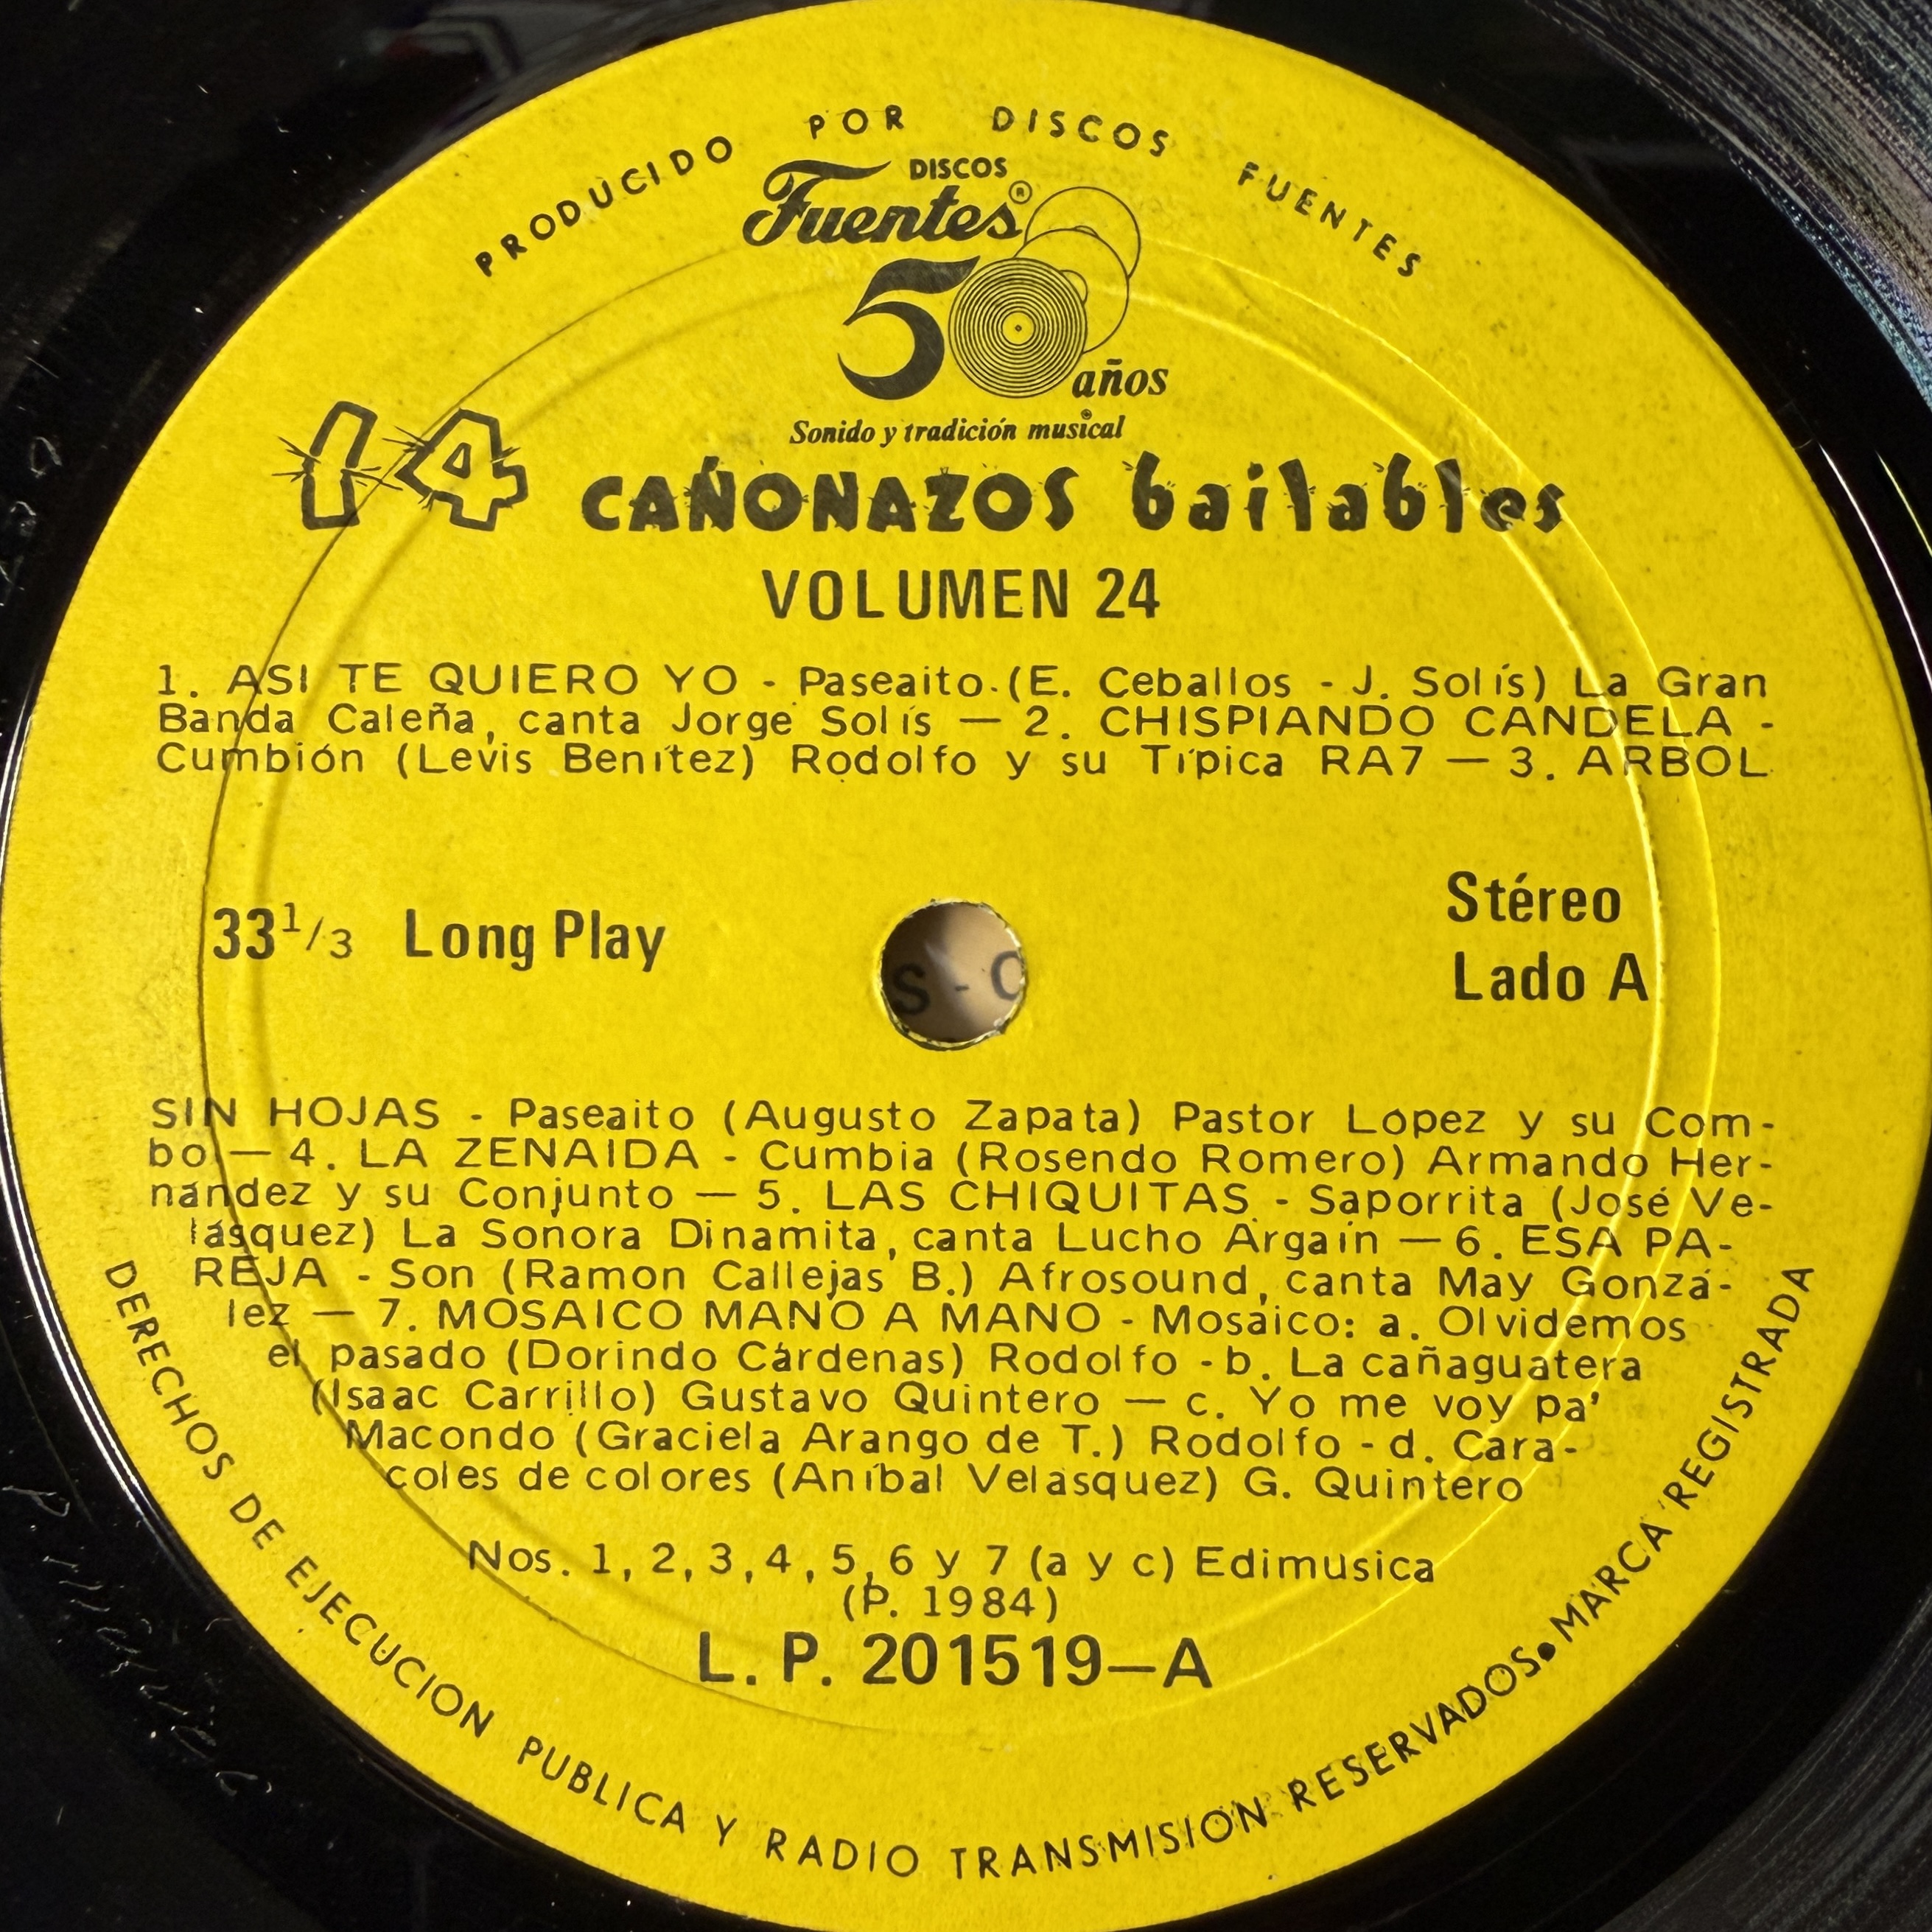 PRODUCIDO POR DISCOS FUENTES
DISCOS
Fuentes®
50
años
Sonido y tradición musical
14 CAÑONAZOS bailables
VOLUMEN 24
1. ASI TE QUIERO YO - Paseaito (E. Ceballos - J. Solís) La Gran
Banda Caleña, canta Jorge Solís — 2. CHISPIANDO CANDELA -
Cumbión (Levis Benítez) Rodolfo y su Típica RA7 — 3. ARBOL
33 1/3 Long Play
Stéreo
Lado A
S - C
SIN HOJAS - Paseaito (Augusto Zapata) Pastor López y su Com-
bo — 4. LA ZENAIDA - Cumbia (Rosendo Romero) Armando Her-
nández y su Conjunto — 5. LAS CHIQUITAS - Saporrita (José Ve-
lásquez) La Sonora Dinamita, canta Lucho Argaín — 6. ESA PA-
REJA - Son (Ramon Callejas B.) Afrosound, canta May Gonzá-
lez — 7. MOSAICO MANO A MANO - Mosaico: a. Olvidemos
el pasado (Dorindo Cárdenas) Rodolfo - b. La cañaguatera
(Isaac Carrillo) Gustavo Quintero — c. Yo me voy pa'
Macondo (Graciela Arango de T.) Rodolfo - d. Cara-
coles de colores (Aníbal Velásquez) G. Quintero
Nos. 1, 2, 3, 4, 5, 6 y 7 (a y c) Edimusica
(P. 1984)
L. P. 201519—A
DERECHOS DE EJECUCION PUBLICA Y RADIO TRANSMISION RESERVADOS • MARCA REGISTRADA